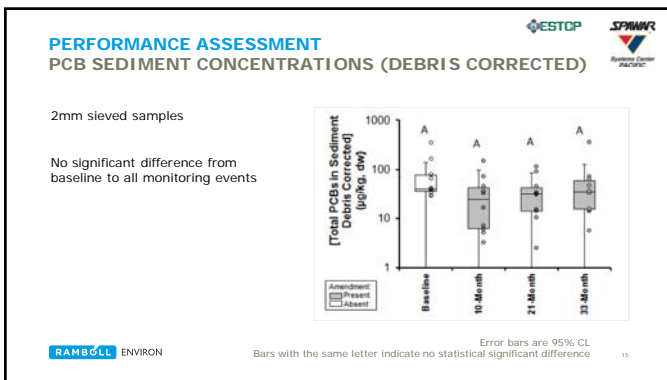 ESTCP
SPAWAR
Systems Center
PACIFIC
PERFORMANCE ASSESSMENT
PCB SEDIMENT CONCENTRATIONS (DEBRIS CORRECTED)
2mm sieved samples
No significant difference from
baseline to all monitoring events
[Total PCBs in Sediment
Debris Corrected]
(µg/kg, dw)
1000
100
10
1
A
A
A
A
Baseline
10-Month
21-Month
33-Month
Amendment:
Present
Absent
RAMBOLL ENVIRON
Error bars are 95% CL
Bars with the same letter indicate no statistical significant difference
15